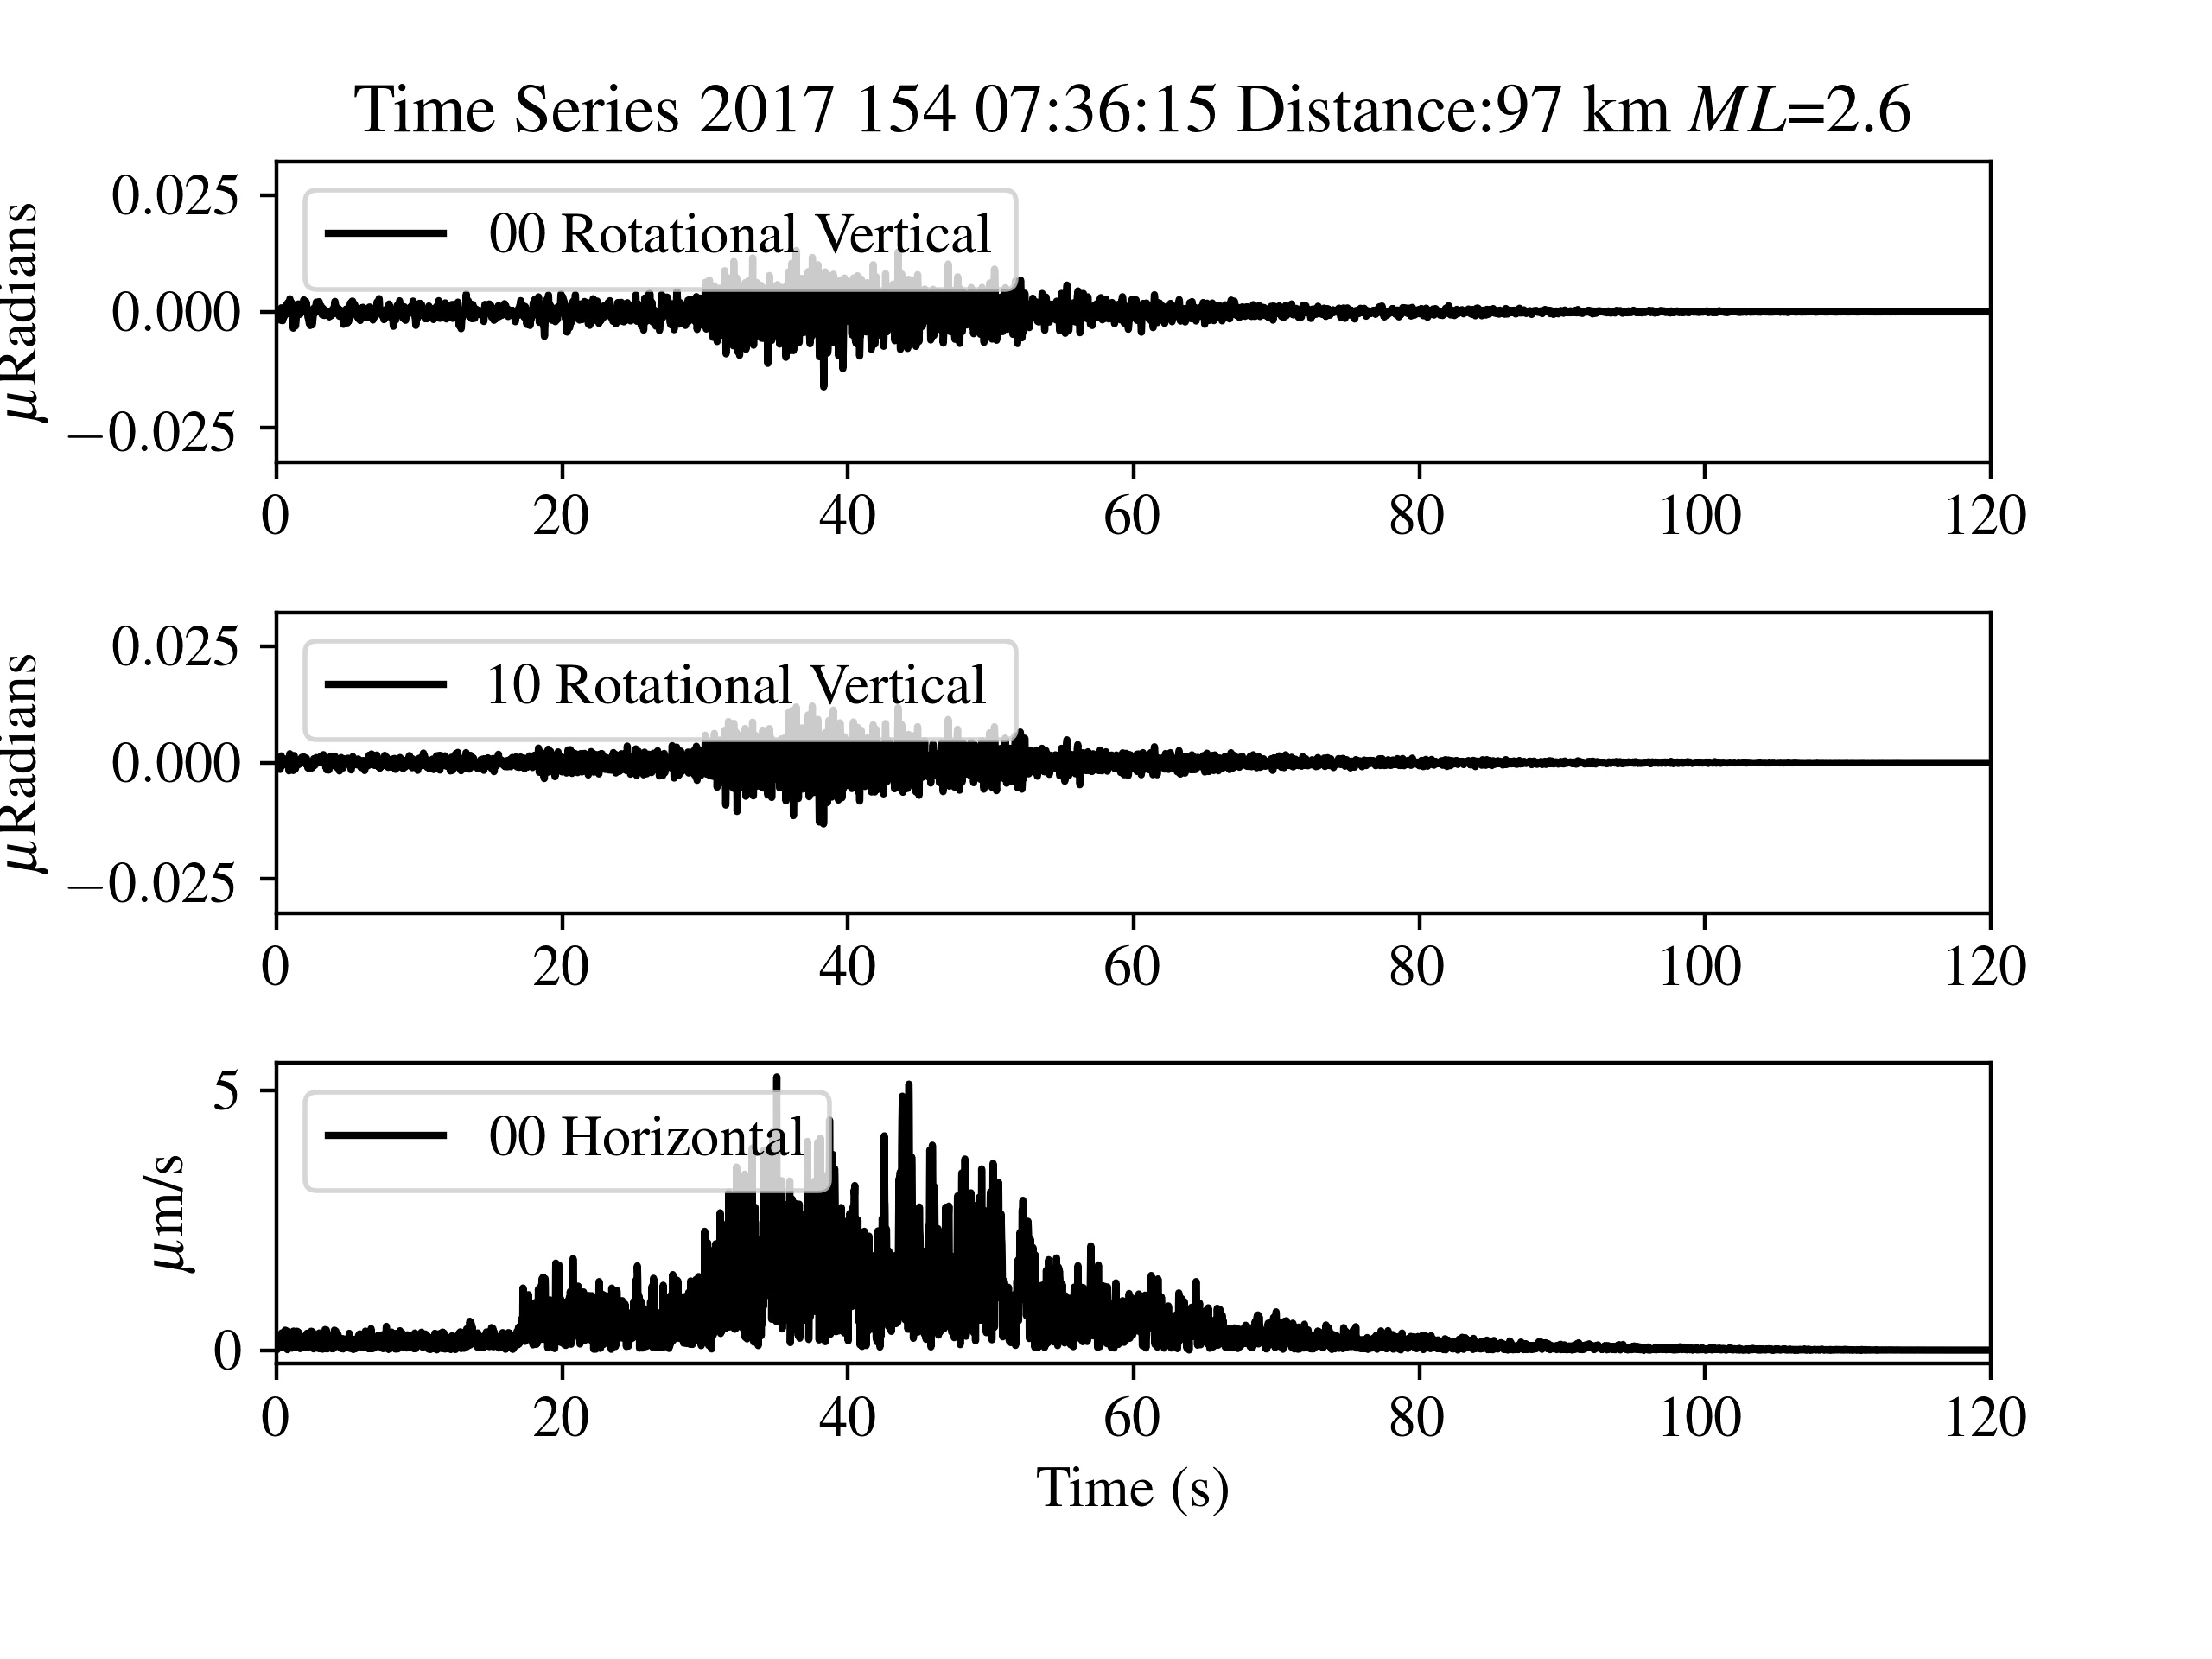 Time Series 2017 154 07:36:15 Distance:97 km ML=2.6
μRadians
0.025
0.000
−0.025
00 Rotational Vertical
0 20 40 60 80 100 120
μRadians
0.025
0.000
−0.025
10 Rotational Vertical
0 20 40 60 80 100 120
μm/s
5
0
00 Horizontal
0 20 40 60 80 100 120
Time (s)